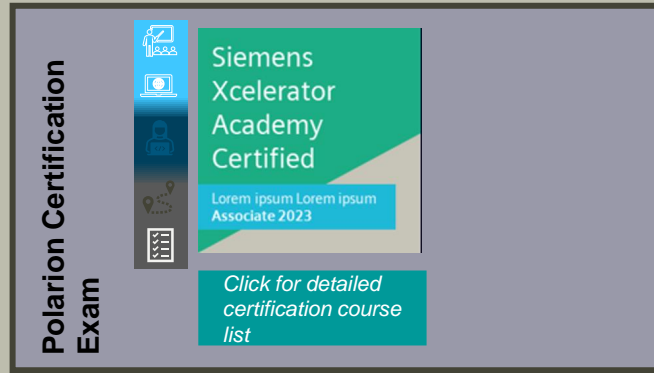 Polarion Certification
Exam
Siemens
Xcelerator
Academy
Certified
Lorem ipsum Lorem ipsum
Associate 2023
Click for detailed
certification course
list